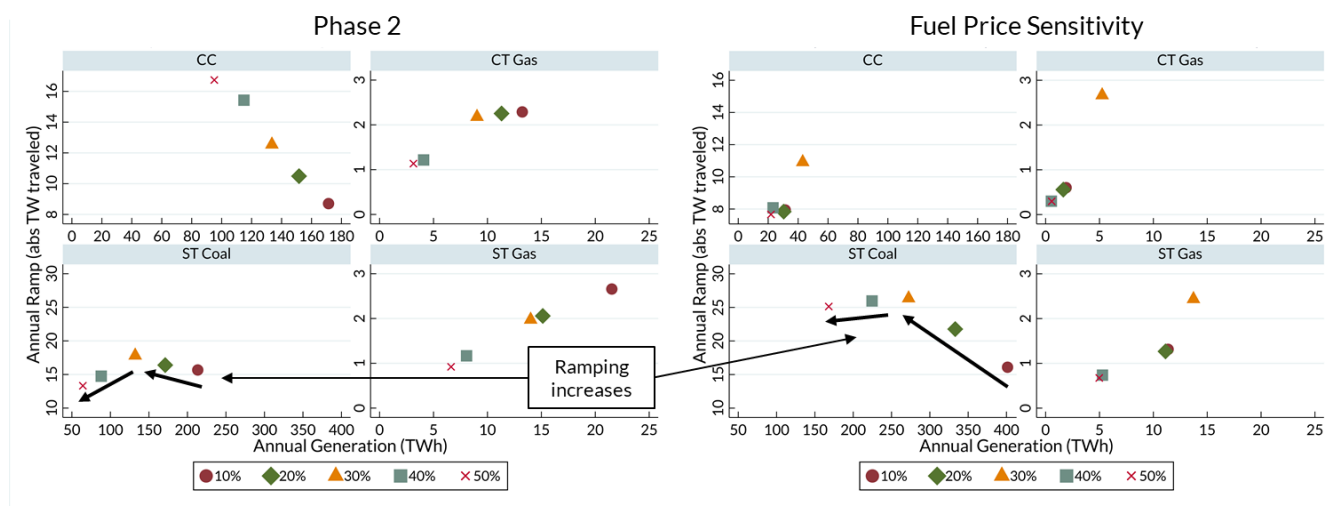 Phase 2
Fuel Price Sensitivity
CC
CT Gas
CC
CT Gas
Annual Ramp (abs TW traveled)
8 10 12 14 16
0 1 2 3
Annual Ramp (abs TW traveled)
8 10 12 14 16
0 1 2 3
0 20 40 60 80 100 120 140 160 180
0 5 10 15 20 25
0 20 40 60 80 100 120 140 160 180
0 5 10 15 20 25
ST Coal
ST Gas
ST Coal
ST Gas
10 15 20 25 30
0 1 2 3
10 15 20 25 30
0 1 2 3
Ramping
increases
50 100 150 200 250 300 350 400
0 5 10 15 20 25
50 100 150 200 250 300 350 400
0 5 10 15 20 25
Annual Generation (TWh)
Annual Generation (TWh)
10% 20% 30% 40% 50%
10% 20% 30% 40% 50%